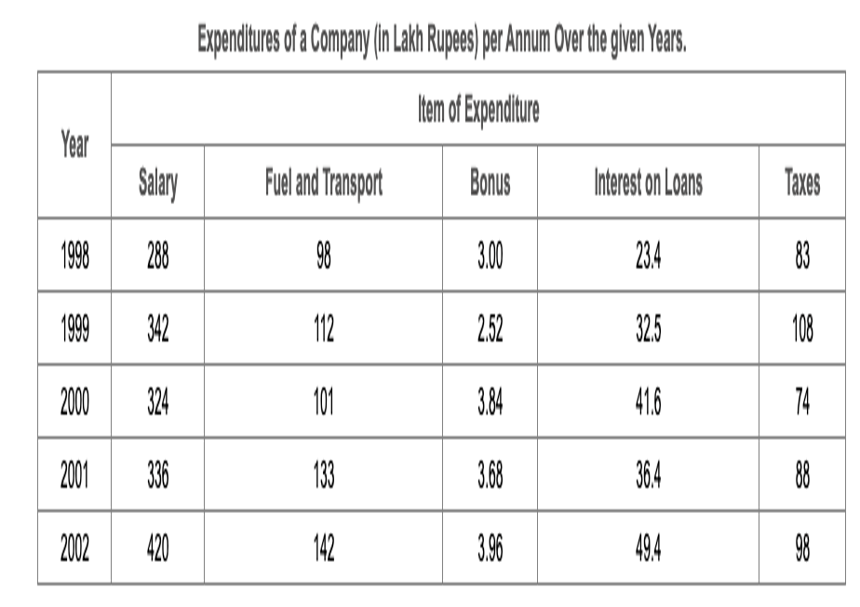 Expenditures of a Company (in Lakh Rupees) per Annum Over the given Years.
Year
Item of Expenditure
Salary Fuel and Transport Bonus Interest on Loans Taxes
1998 288 98 3.00 23.4 83
1999 342 112 2.52 32.5 108
2000 324 101 3.84 41.6 74
2001 336 133 3.68 36.4 88
2002 420 142 3.96 49.4 98